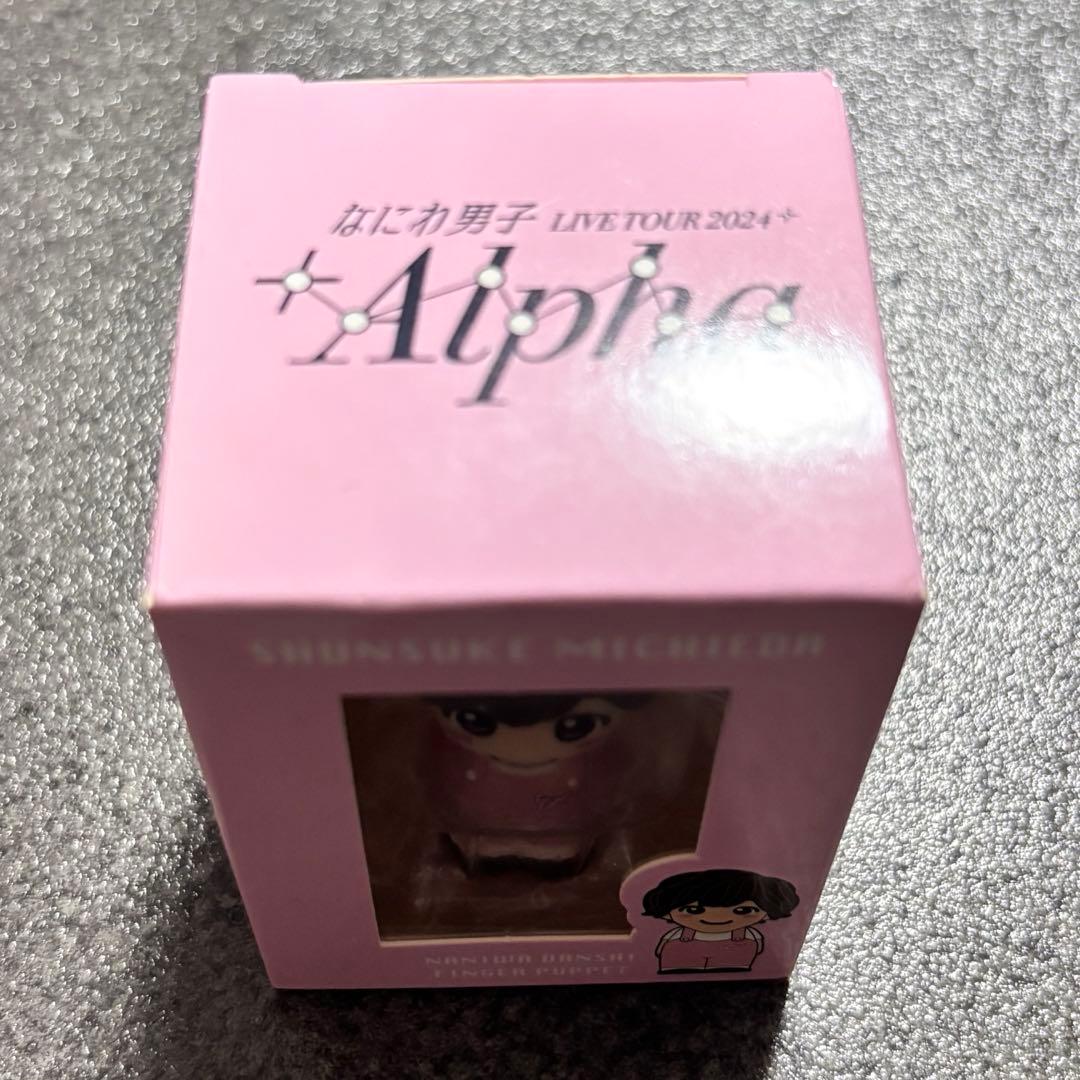 なにわ男子 LIVE TOUR 2024
+Alpha
SHUNSUKE MICHIEDA
NANIWA DANSHI
FINGER PUPPET